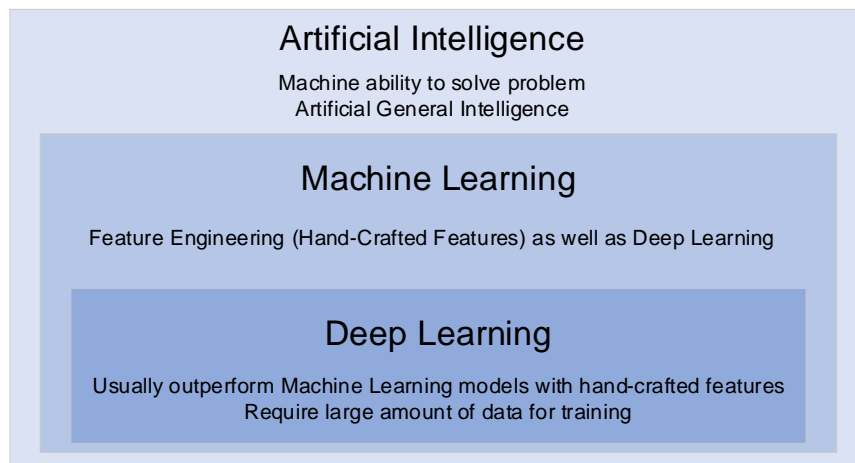 Artificial Intelligence
Machine ability to solve problem
Artificial General Intelligence
Machine Learning
Feature Engineering (Hand-Crafted Features) as well as Deep Learning
Deep Learning
Usually outperform Machine Learning models with hand-crafted features
Require large amount of data for training